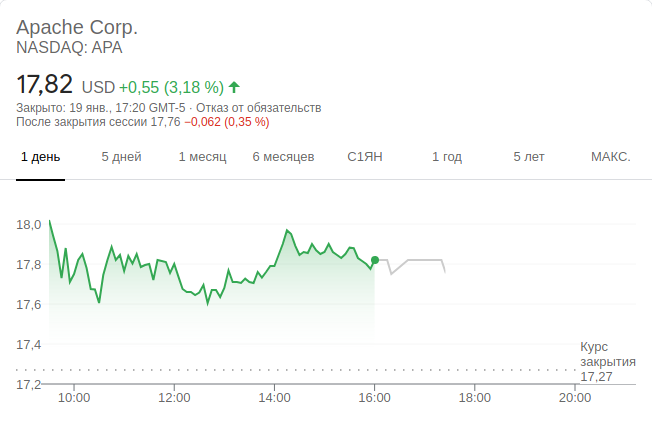 Apache Corp.
NASDAQ: APA
17,82 USD +0,55 (3,18 %)
Закрыто: 19 янв., 17:20 GMT-5 · Отказ от обязательств
После закрытия сессии 17,76 −0,062 (0,35 %)
1 день 5 дней 1 месяц 6 месяцев С1ЯН 1 год 5 лет МАКС.
18,0
17,8
17,6
17,4
Курс
закрытия
17,27
17,2
10:00 12:00 14:00 16:00 18:00 20:00